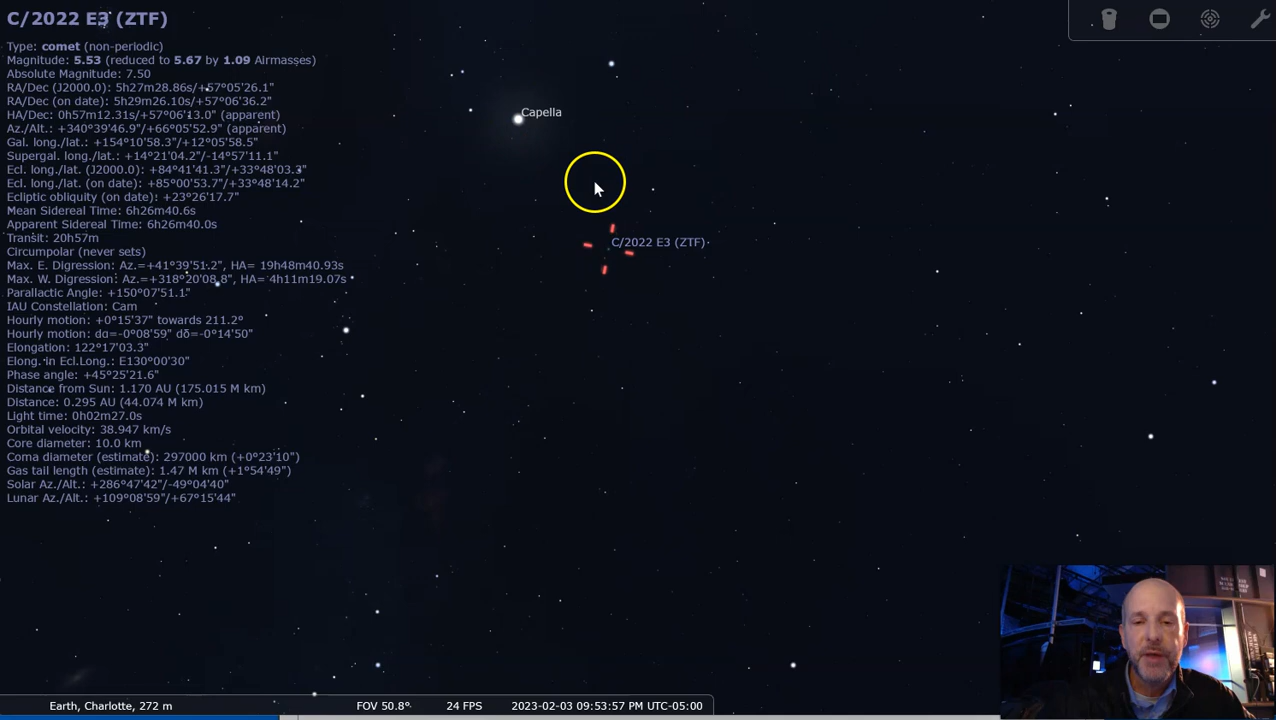 C/2022 E3 (ZTF)
Type: comet (non-periodic)
Magnitude: 5.53 (reduced to 5.67 by 1.09 Airmasses)
Absolute Magnitude: 7.50
RA/Dec (J2000.0): 5h27m28.86s/+57°05'26.1"
RA/Dec (on date): 5h29m26.10s/+57°06'36.2"
HA/Dec: 0h57m12.31s/+57°06'13.0" (apparent)
Az./Alt.: +340°39'46.9"/+66°05'52.9" (apparent)
Gal. long./lat.: +154°10'58.3"/+12°05'58.5"
Supergal. long./lat.: +14°21'04.2"/-14°57'11.1"
Ecl. long./lat. (J2000.0): +84°41'41.3"/+33°48'03.3"
Ecl. long./lat. (on date): +85°00'53.7"/+33°48'14.2"
Ecliptic obliquity (on date): +23°26'17.7"
Mean Sidereal Time: 6h26m40.6s
Apparent Sidereal Time: 6h26m40.0s
Transit: 20h57m
Circumpolar (never sets)
Max. E. Digression: Az.=+41°39'51.2", HA= 19h48m40.93s
Max. W. Digression: Az.=+318°20'08.8", HA= 4h11m19.07s
Parallactic Angle: +150°07'51.1"
IAU Constellation: Cam
Hourly motion: +0°15'37" towards 211.2°
Hourly motion: dα=-0°08'59" dδ=-0°14'50"
Elongation: 122°17'03.3"
Elong. in Ecl.Long.: E130°00'30"
Phase angle: +45°25'21.6"
Distance from Sun: 1.170 AU (175.015 M km)
Distance: 0.295 AU (44.074 M km)
Light time: 0h02m27.0s
Orbital velocity: 38.947 km/s
Core diameter: 10.0 km
Coma diameter (estimate): 297000 km (+0°23'10")
Gas tail length (estimate): 1.47 M km (+1°54'49")
Solar Az./Alt.: +286°47'42"/-49°04'40"
Lunar Az./Alt.: +109°08'59"/+67°15'44"
Capella
C/2022 E3 (ZTF)
Earth, Charlotte, 272 m FOV 50.8° 24 FPS 2023-02-03 09:53:57 PM UTC-05:00